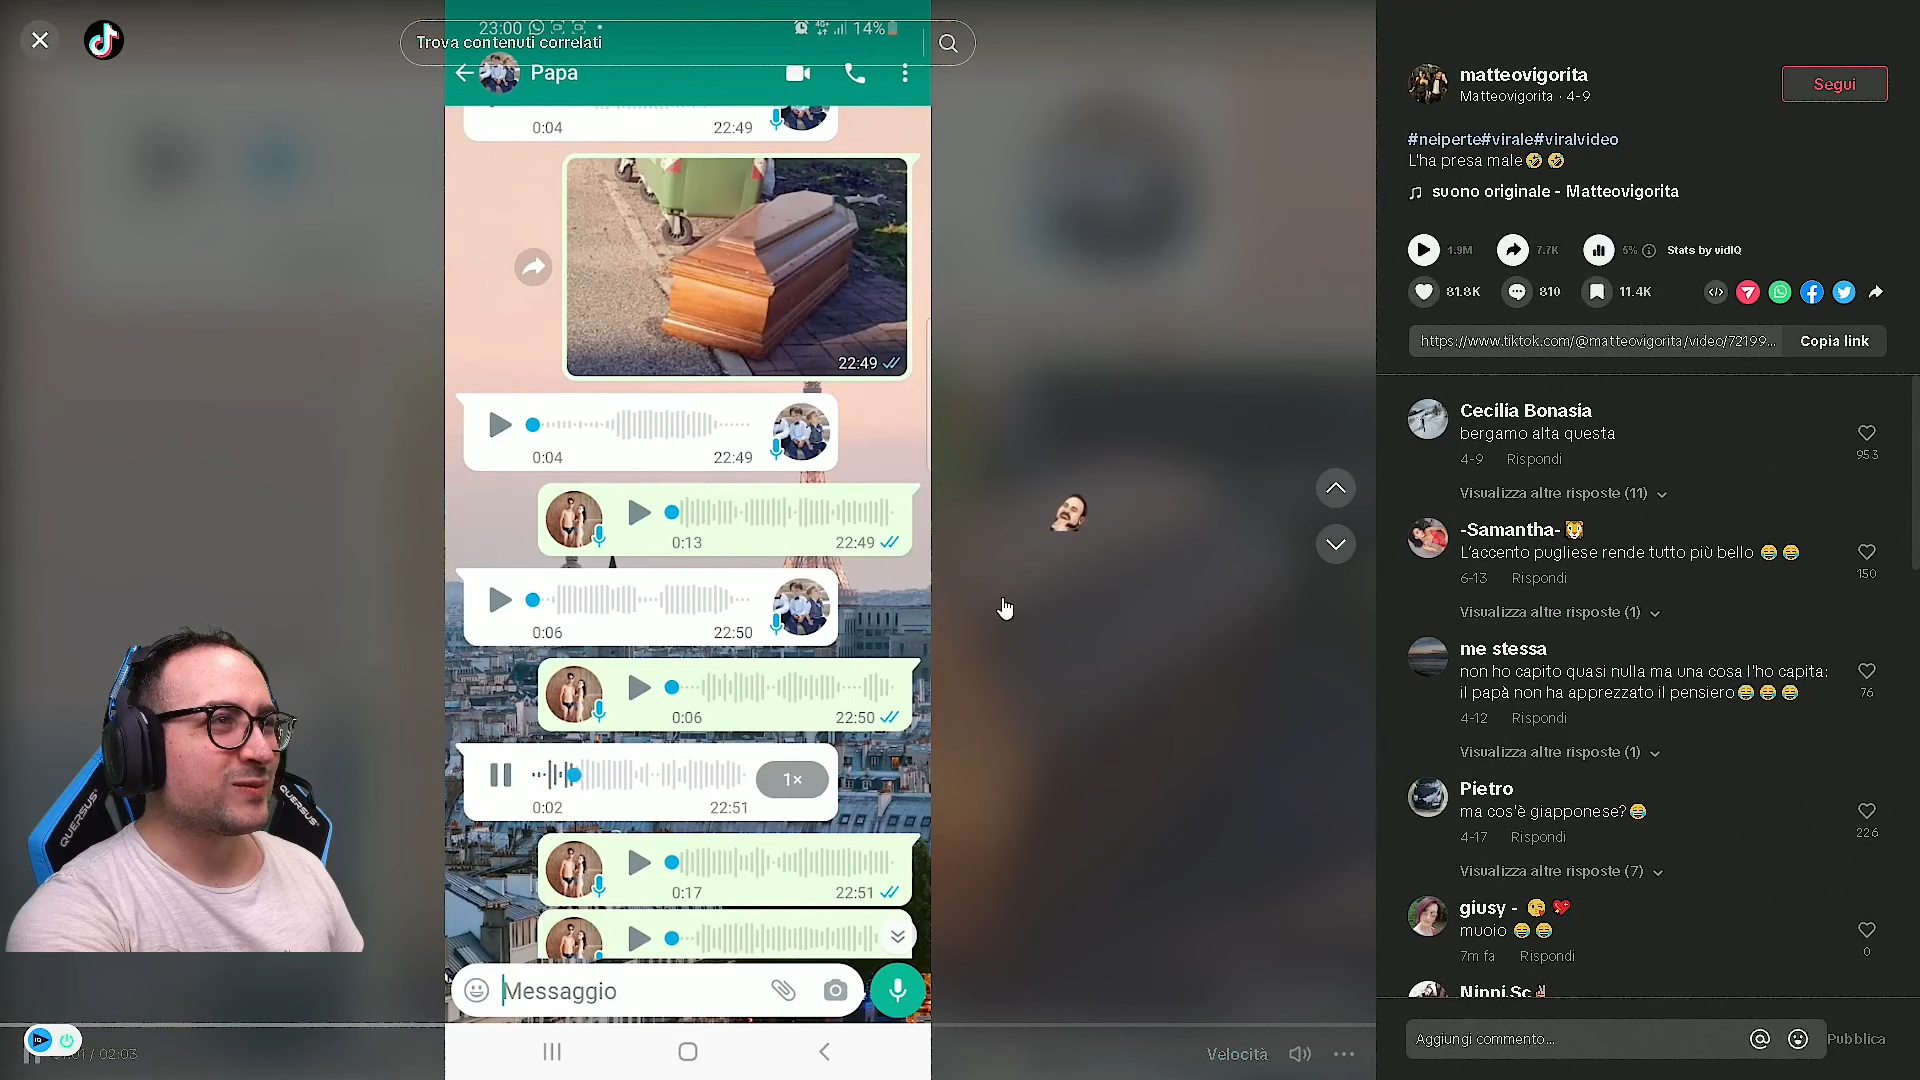 23:00
4G+
14%
Trova contenuti correlati
Papa
0:04
22:49
22:49
0:04
22:49
0:13
22:49
0:06
22:50
0:06
22:50
1×
0:02
22:51
0:17
22:51
Messaggio
QUERSUS
QUERSUS
/ 02:03
Velocità
matteovigorita
Matteovigorita · 4-9
Segui
#neiperte#virale#viralvideo
L'ha presa male🤣🤣
suono originale - Matteovigorita
1.9M
7.7K
5%
Stats by vidIQ
81.8K
810
11.4K
https://www.tiktok.com/@matteovigorita/video/72199...
Copia link
Cecilia Bonasia
bergamo alta questa
953
4-9 Rispondi
Visualizza altre risposte (11)
-Samantha-🐯
L'accento pugliese rende tutto più bello 😂😂
150
6-13 Rispondi
Visualizza altre risposte (1)
me stessa
non ho capito quasi nulla ma una cosa l'ho capita:
il papà non ha apprezzato il pensiero😂😂😂
76
4-12 Rispondi
Visualizza altre risposte (1)
Pietro
ma cos'è giapponese?😂
226
4-17 Rispondi
Visualizza altre risposte (7)
giusy - 😘💖
muoio 😂😂
0
7m fa Rispondi
Ninni.Sc✌
Aggiungi commento...
Pubblica